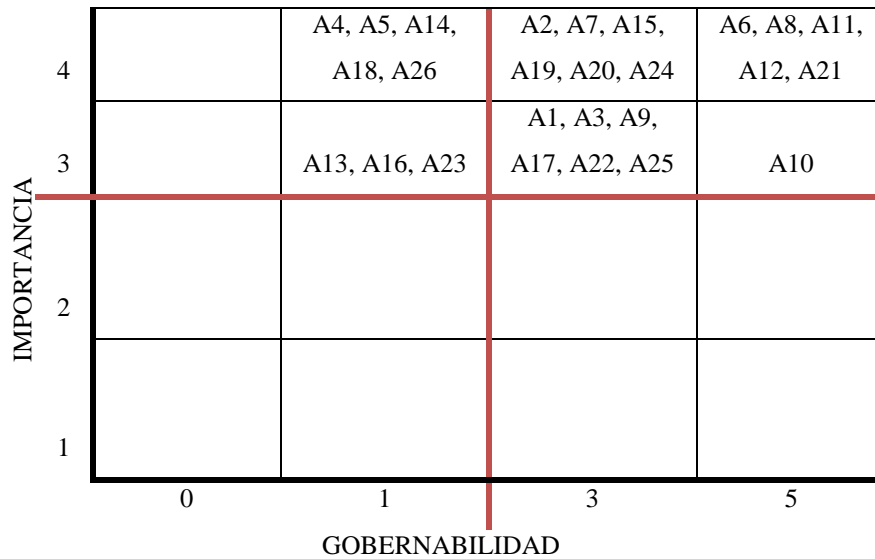 A4, A5, A14, A2, A7, A15, A6, A8, A11,
4 A18, A26 A19, A20, A24 A12, A21
A1, A3, A9,
3 A13, A16, A23 A17, A22, A25 A10
IMPORTANCIA
2
1
0 1 3 5
GOBERNABILIDAD